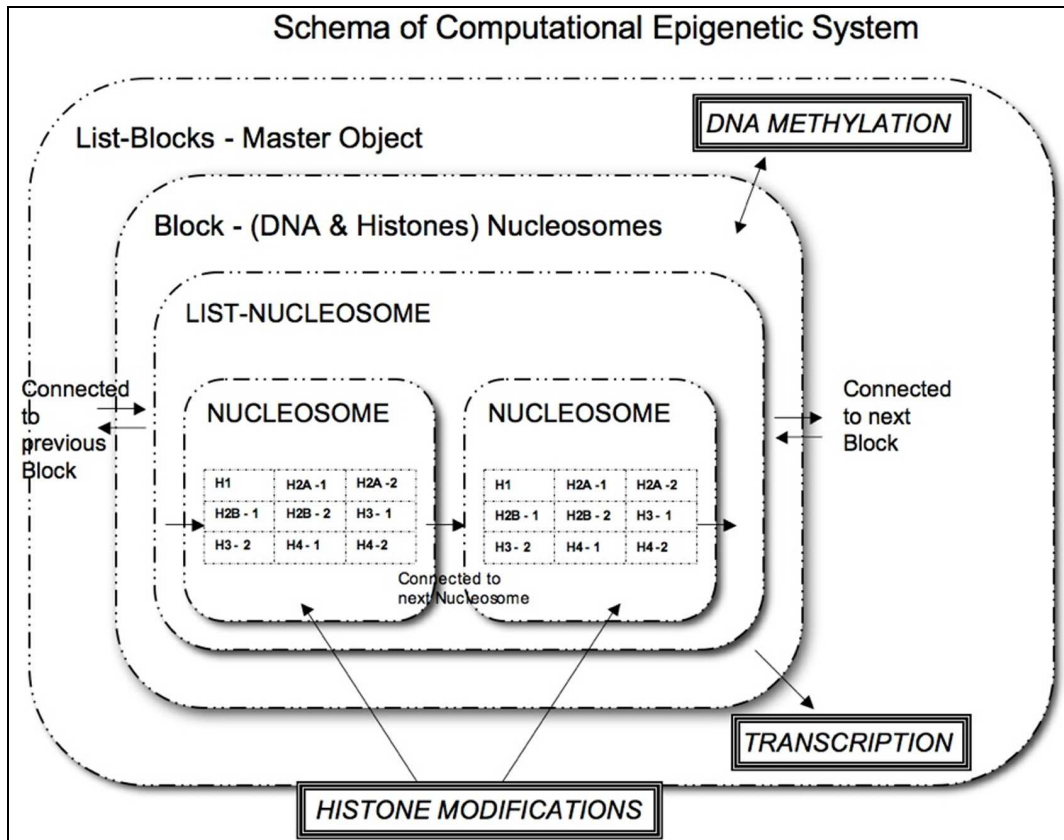 Schema of Computational Epigenetic System
DNA METHYLATION
List-Blocks - Master Object
Block - (DNA & Histones) Nucleosomes
LIST-NUCLEOSOME
Connected
to
previous
Block
NUCLEOSOME
H1 H2A -1 H2A -2
H2B - 1 H2B - 2 H3 - 1
H3 - 2 H4 - 1 H4 -2
Connected to
next Nucleosome
NUCLEOSOME
H1 H2A -1 H2A -2
H2B - 1 H2B - 2 H3 - 1
H3 - 2 H4 - 1 H4 -2
Connected
to next
Block
TRANSCRIPTION
HISTONE MODIFICATIONS